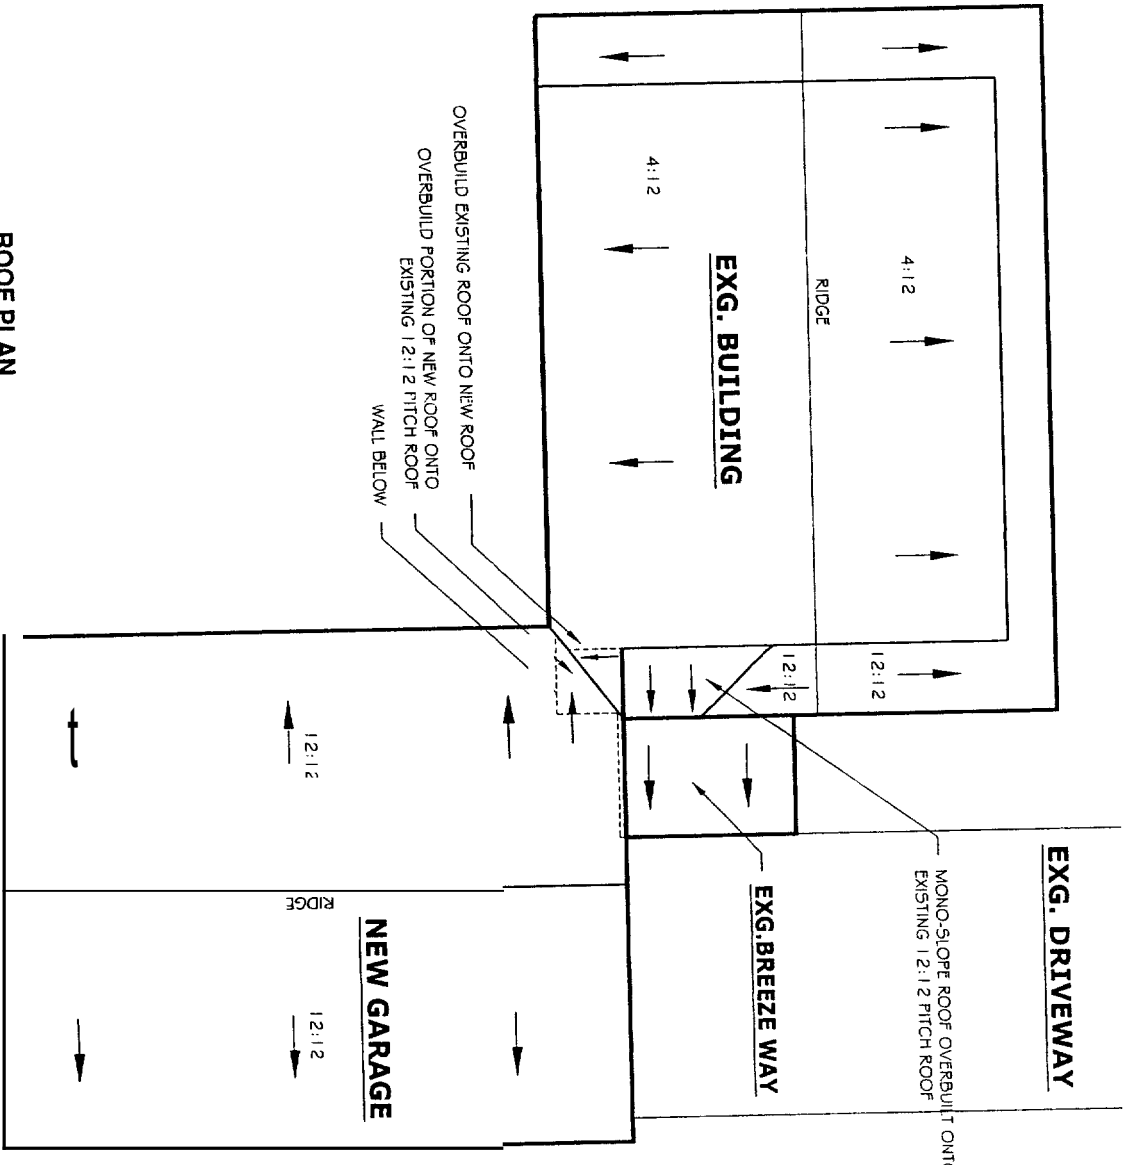 EXG. DRIVEWAY
MONO-SLOPE ROOF OVERBUILT ONTO
EXISTING 12:12 PITCH ROOF
4:12
12:12
12:12
RIDGE
EXG.BREEZE WAY
EXG. BUILDING
4:12
OVERBUILD EXISTING ROOF ONTO NEW ROOF
OVERBUILD PORTION OF NEW ROOF ONTO
EXISTING 12:12 PITCH ROOF
WALL BELOW
NEW GARAGE
12:12
12:12
RIDGE
ROOF PLAN